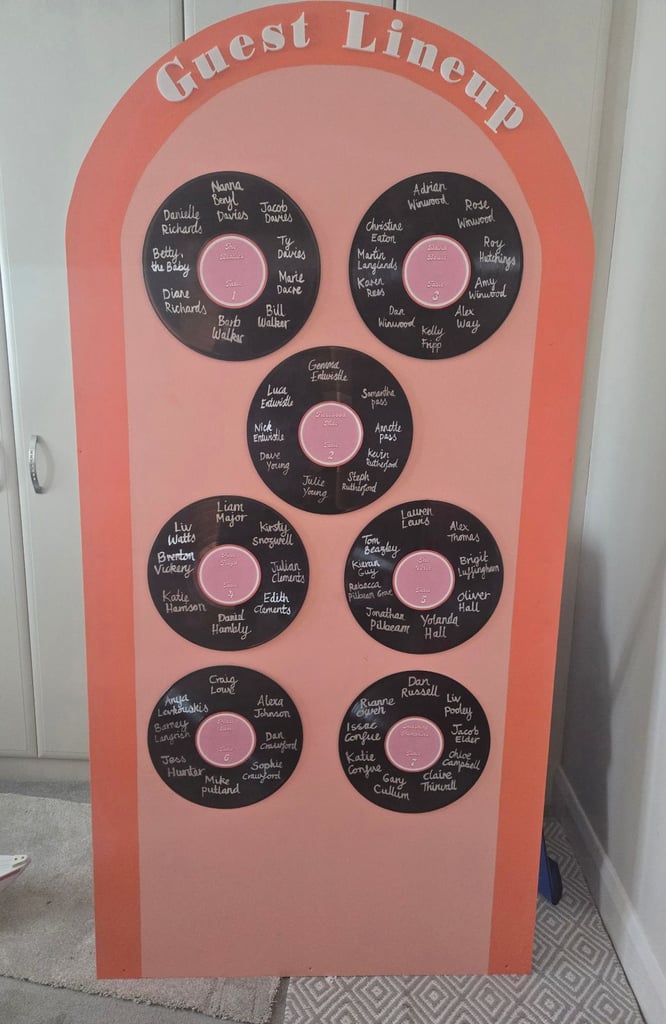 Guest Lineup
Nanna
Beryl
Davies
Jacob
Davies
Ty
Davies
Marie
Dacre
Bill
Walker
Barb
Walker
Diane
Richards
Betty,
the Baby
Danielle
Richards
Table
1
Adrian
Winwood
Rose
Winwood
Roy
Hutchings
Amy
Winwood
Alex
Way
Kelly
Fripp
Dan
Winwood
Karen
Rees
Martin
Langlands
Christine
Eaton
Table
3
Gemma
Entwistle
Samantha
pass
Annette
pass
Kevin
Rutherford
Steph
Rutherford
Julie
Young
Dave
Young
Nick
Entwistle
Luca
Entwistle
Table
2
Liam
Major
Kirsty
Snozwell
Julian
Clements
Edith
Clements
David
Hambly
Katie
Harrison
Brenton
Vickery
Liv
Watts
Table
4
Lauren
Lewis
Alex
Thomas
Brigit
Luffingham
Oliver
Hall
Yolanda
Hall
Jonathan
Pilbeam
Rebecca
Pilbeam
Kieran
Guy
Tom
Beazley
Table
5
Craig
Lowe
Alexa
Johnson
Dan
Crawford
Sophie
Crawford
Mike
Putland
Jess
Hunter
Barney
Langrish
Anya
Table
6
Dan
Russell
Liv
Pooley
Jacob
Elder
Chloe
Campbell
Claire
Thirwall
Gary
Cullum
Katie
Congue
Issac
Congue
Rianne
Owen
Table
7